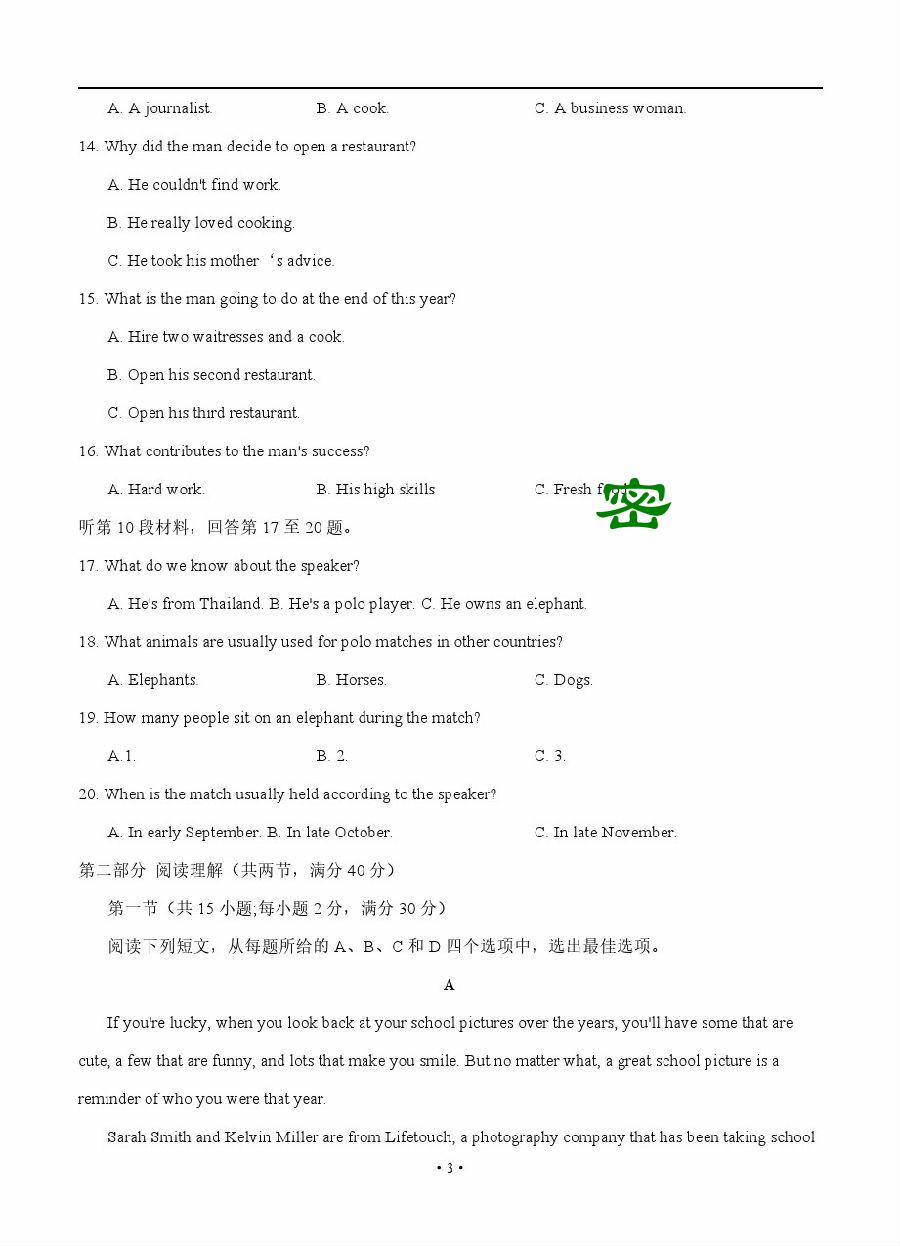 A. A journalist. B. A cook. C. A business woman.
14. Why did the man decide to open a restaurant?
A. He couldn't find work.
B. He really loved cooking.
C. He took his mother‘s advice.
15. What is the man going to do at the end of this year?
A. Hire two waitresses and a cook.
B. Open his second restaurant.
C. Open his third restaurant.
16. What contributes to the man's success?
A. Hard work. B. His high skills C. Fresh food
密
听第 10 段材料，回答第 17 至 20 题。
17. What do we know about the speaker?
A. He's from Thailand. B. He's a polo player. C. He owns an elephant.
18. What animals are usually used for polo matches in other countries?
A. Elephants. B. Horses. C. Dogs.
19. How many people sit on an elephant during the match?
A.1. B. 2. C. 3.
20. When is the match usually held according to the speaker?
A. In early September. B. In late October. C. In late November.
第二部分 阅读理解（共两节，满分 40 分）
第一节（共 15 小题;每小题 2 分，满分 30 分）
阅读下列短文，从每题所给的 A、B、C 和 D 四个选项中，选出最佳选项。
A
If you're lucky, when you look back at your school pictures over the years, you'll have some that are
cute, a few that are funny, and lots that make you smile. But no matter what, a great school picture is a
reminder of who you were that year.
Sarah Smith and Kelvin Miller are from Lifetouch, a photography company that has been taking school
• 3 •